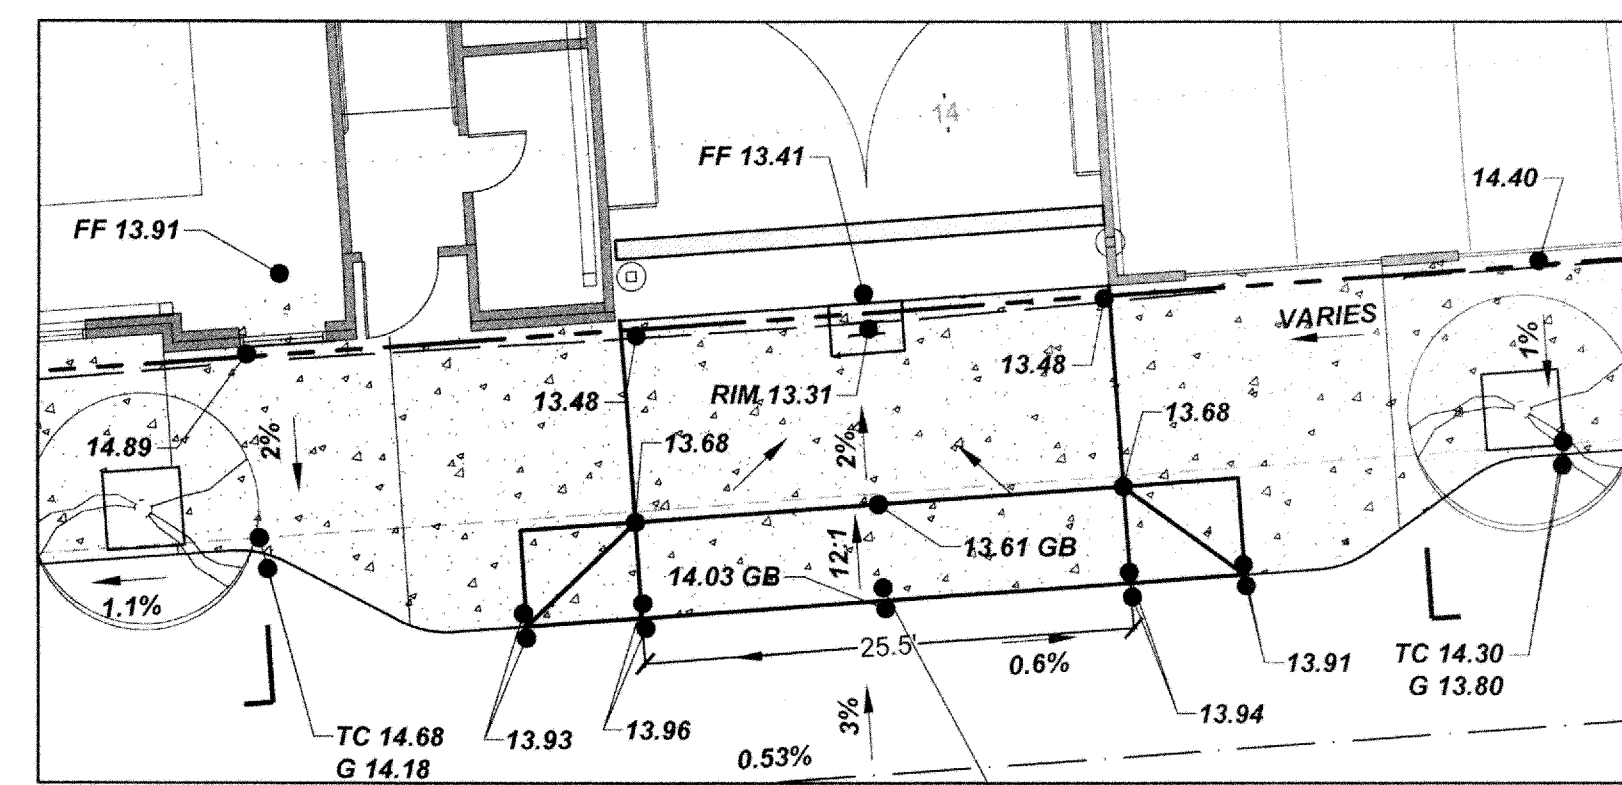 14
FF 13.41
14.40
FF 13.91
VARIES
1%
13.48
13.48
RIM 13.31
13.68
13.68
14.89
2%
2%
12:1
13.61 GB
14.03 GB
1.1%
25.5'
0.6%
13.91
TC 14.30
G 13.80
13.94
13.96
13.93
3%
TC 14.68
G 14.18
0.53%